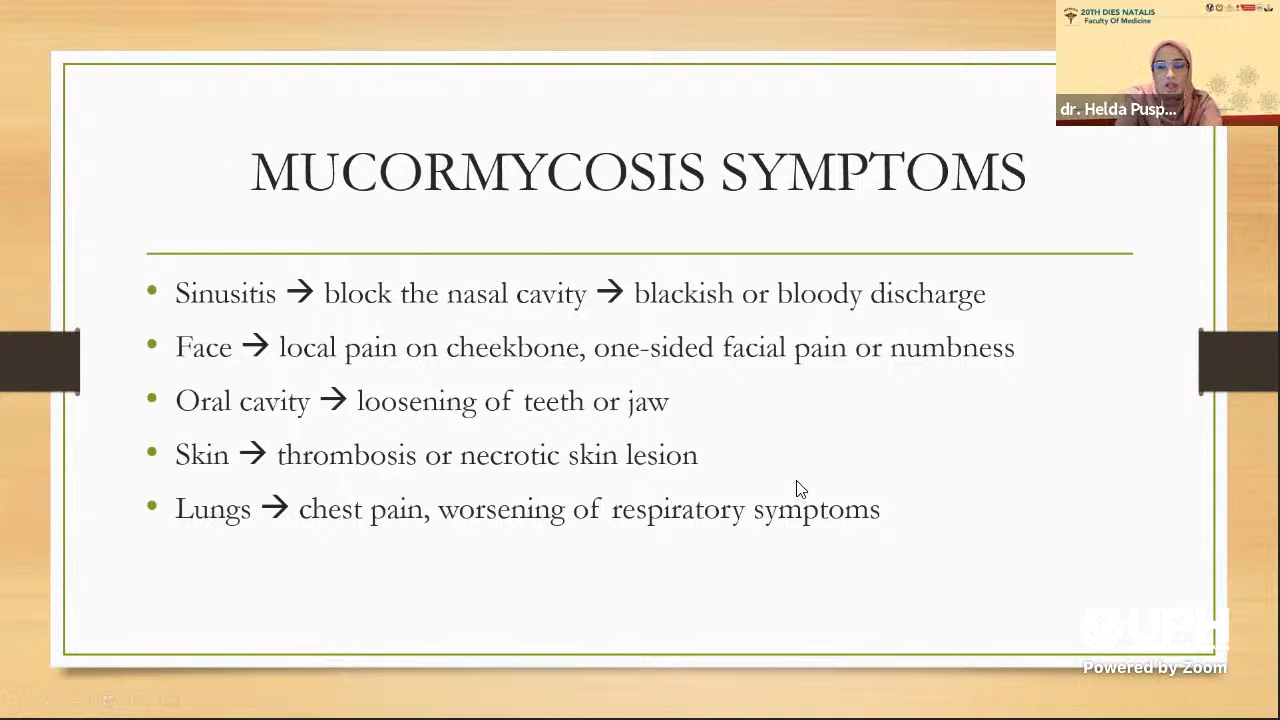 20TH DIES NATALIS
Faculty Of Medicine
dr. Helda Pusp...
MUCORMYCOSIS SYMPTOMS
• Sinusitis → block the nasal cavity → blackish or bloody discharge
• Face → local pain on cheekbone, one-sided facial pain or numbness
• Oral cavity → loosening of teeth or jaw
• Skin → thrombosis or necrotic skin lesion
• Lungs → chest pain, worsening of respiratory symptoms
UPH
Powered by Zoom